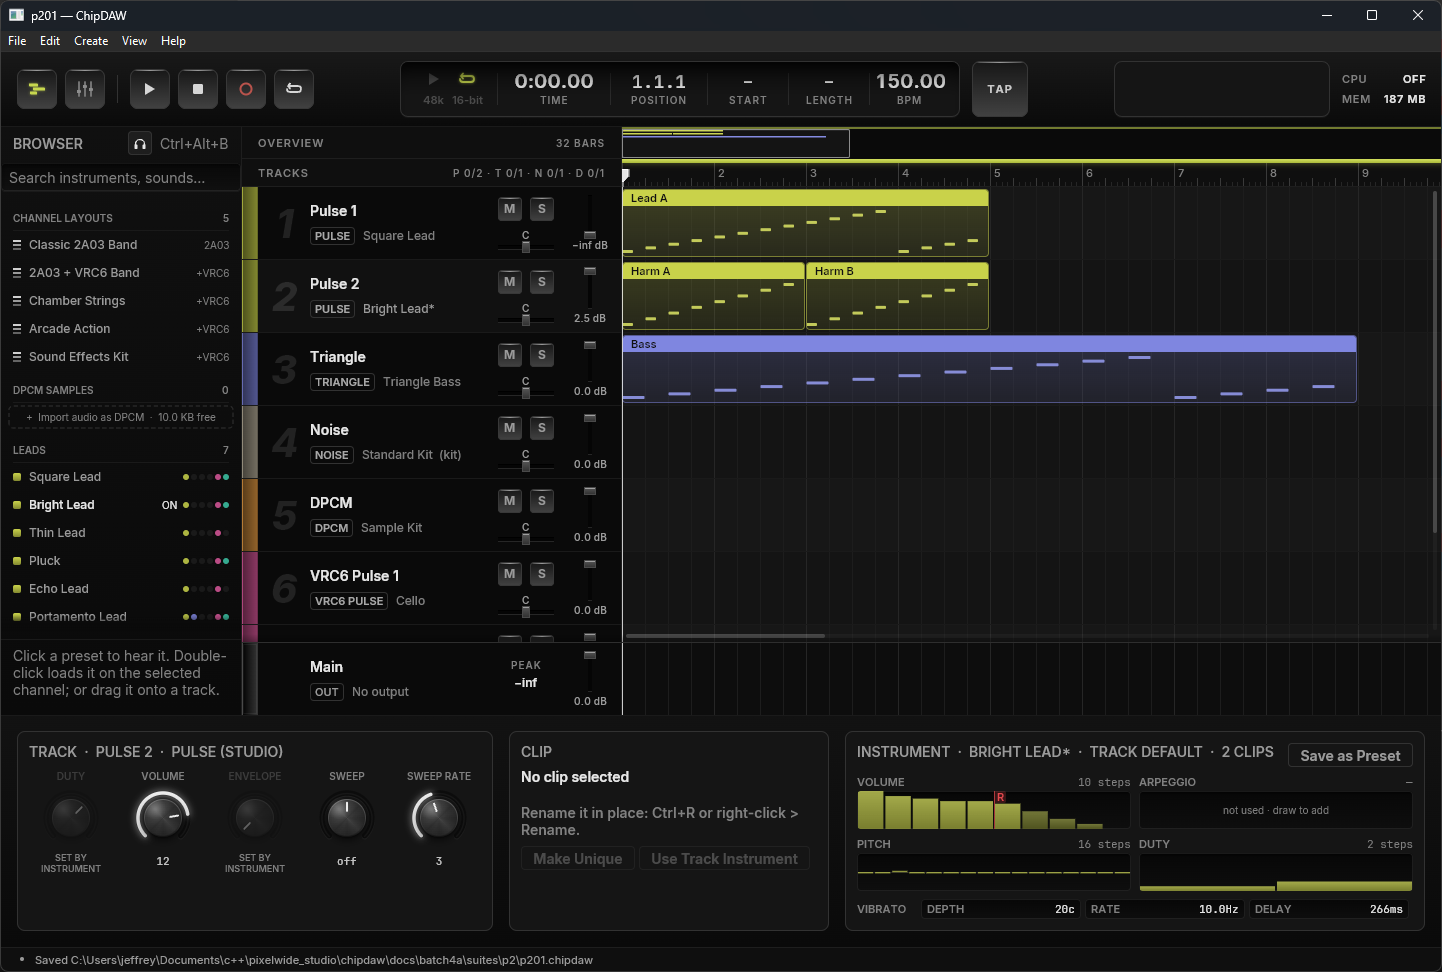 p201 — ChipDAW
File Edit Create View Help
48k 16-bit
0:00.00
TIME
1.1.1
POSITION
–
START
–
LENGTH
150.00
BPM
TAP
CPU OFF
MEM 187 MB
BROWSER Ctrl+Alt+B
Search instruments, sounds...
CHANNEL LAYOUTS 5
Classic 2A03 Band 2A03
2A03 + VRC6 Band +VRC6
Chamber Strings +VRC6
Arcade Action +VRC6
Sound Effects Kit +VRC6
DPCM SAMPLES 0
+ Import audio as DPCM · 10.0 KB free
LEADS 7
Square Lead
Bright Lead ON
Thin Lead
Pluck
Echo Lead
Portamento Lead
Click a preset to hear it. Double-
click loads it on the selected
channel; or drag it onto a track.
OVERVIEW 32 BARS
TRACKS P 0/2 · T 0/1 · N 0/1 · D 0/1
1 Pulse 1 M S
PULSE Square Lead C −inf dB
2 Pulse 2 M S
PULSE Bright Lead* C 2.5 dB
3 Triangle M S
TRIANGLE Triangle Bass C 0.0 dB
4 Noise M S
NOISE Standard Kit (kit) C 0.0 dB
5 DPCM M S
DPCM Sample Kit C 0.0 dB
6 VRC6 Pulse 1 M S
VRC6 PULSE Cello C 0.0 dB
Main PEAK
−inf
OUT No output 0.0 dB
2 3 4 5 6 7 8 9
Lead A
Harm A Harm B
Bass
TRACK · PULSE 2 · PULSE (STUDIO)
DUTY VOLUME ENVELOPE SWEEP SWEEP RATE
SET BY INSTRUMENT 12 SET BY INSTRUMENT off 3
CLIP
No clip selected
Rename it in place: Ctrl+R or right-click >
Rename.
Make Unique Use Track Instrument
INSTRUMENT · BRIGHT LEAD* · TRACK DEFAULT · 2 CLIPS Save as Preset
VOLUME 10 steps ARPEGGIO –
R
not used · draw to add
PITCH 16 steps DUTY 2 steps
VIBRATO DEPTH 20c RATE 10.0Hz DELAY 266ms
• Saved C:\Users\jeffrey\Documents\c++\pixelwide_studio\chipdaw\docs\batch4a\suites\p2\p201.chipdaw